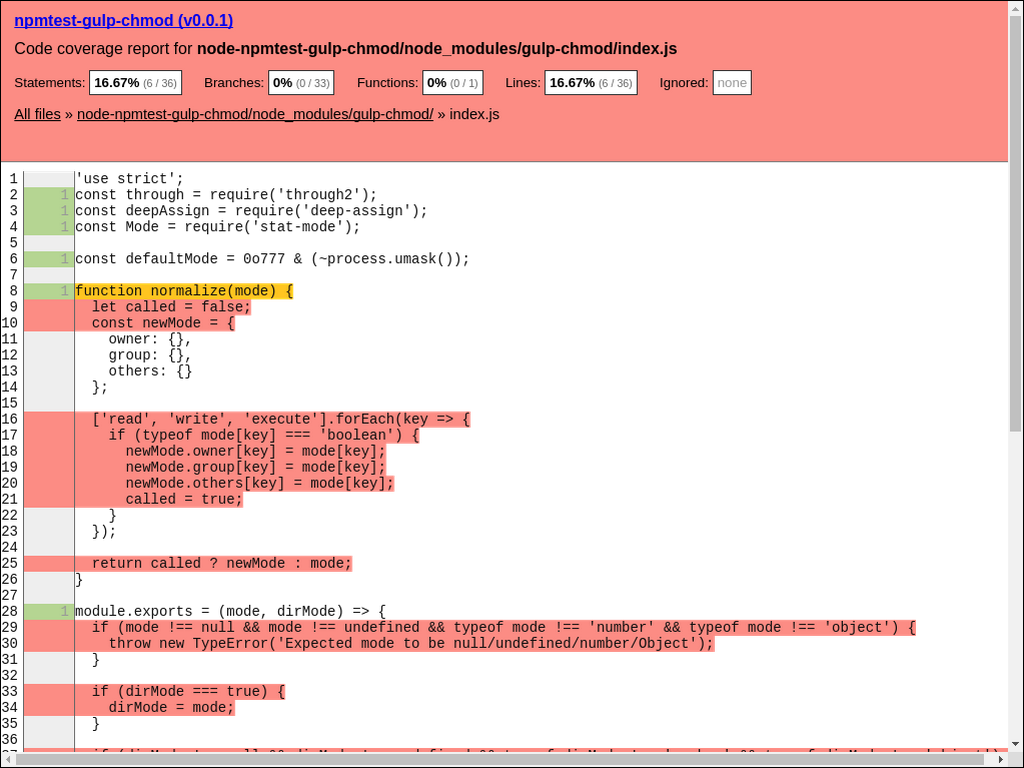 npmtest-gulp-chmod (v0.0.1)
Code coverage report for node-npmtest-gulp-chmod/node_modules/gulp-chmod/index.js
Statements: 16.67% (6 / 36) Branches: 0% (0 / 33) Functions: 0% (0 / 1) Lines: 16.67% (6 / 36) Ignored: none
All files » node-npmtest-gulp-chmod/node_modules/gulp-chmod/ » index.js
1 'use strict';
2 1 const through = require('through2');
3 1 const deepAssign = require('deep-assign');
4 1 const Mode = require('stat-mode');
5
6 1 const defaultMode = 0o777 & (~process.umask());
7
8 1 function normalize(mode) {
9 let called = false;
10 const newMode = {
11 owner: {},
12 group: {},
13 others: {}
14 };
15
16 ['read', 'write', 'execute'].forEach(key => {
17 if (typeof mode[key] === 'boolean') {
18 newMode.owner[key] = mode[key];
19 newMode.group[key] = mode[key];
20 newMode.others[key] = mode[key];
21 called = true;
22 }
23 });
24
25 return called ? newMode : mode;
26 }
27
28 1 module.exports = (mode, dirMode) => {
29 if (mode !== null && mode !== undefined && typeof mode !== 'number' && typeof mode !== 'object') {
30 throw new TypeError('Expected mode to be null/undefined/number/Object');
31 }
32
33 if (dirMode === true) {
34 dirMode = mode;
35 }
36